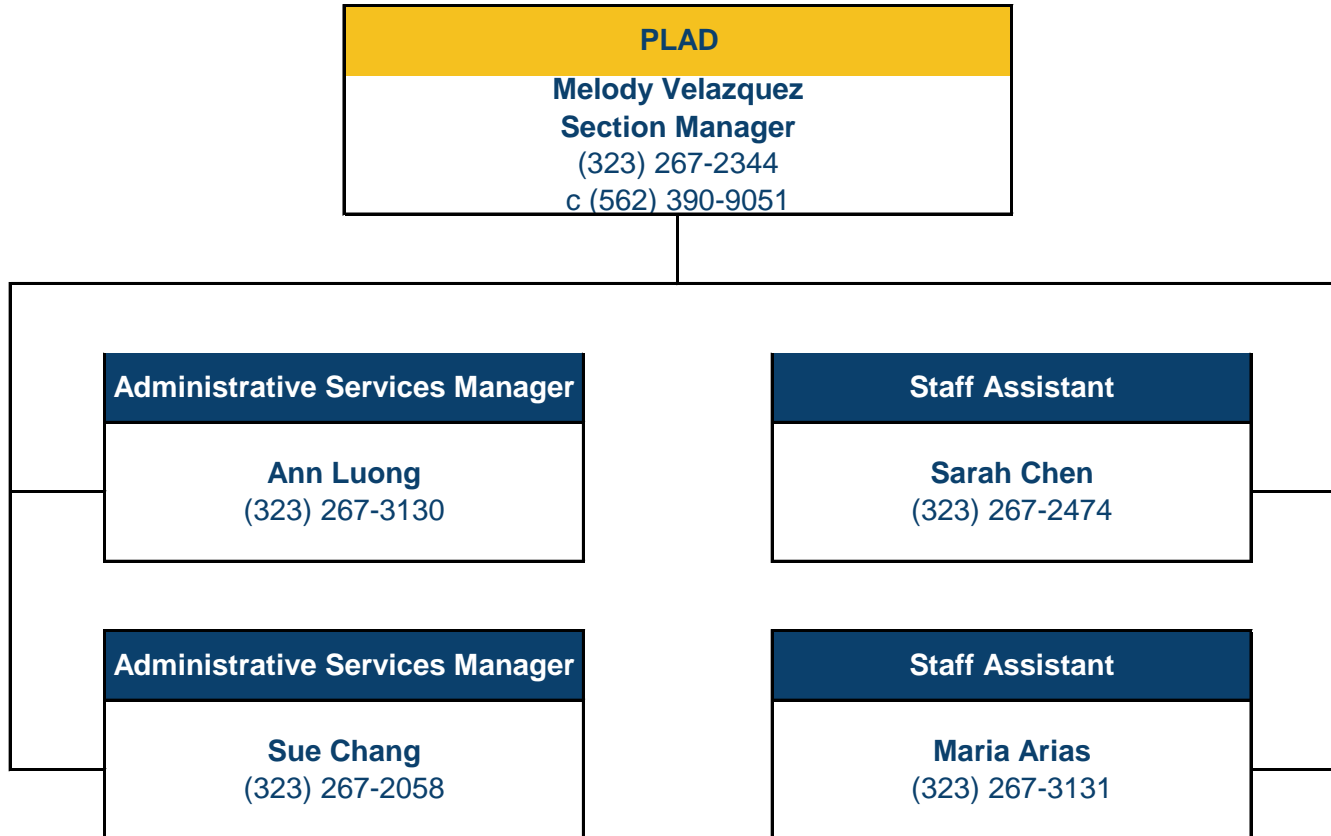 PLAD
Melody Velazquez
Section Manager
(323) 267-2344
c (562) 390-9051
Administrative Services Manager
Ann Luong
(323) 267-3130
Staff Assistant
Sarah Chen
(323) 267-2474
Administrative Services Manager
Sue Chang
(323) 267-2058
Staff Assistant
Maria Arias
(323) 267-3131